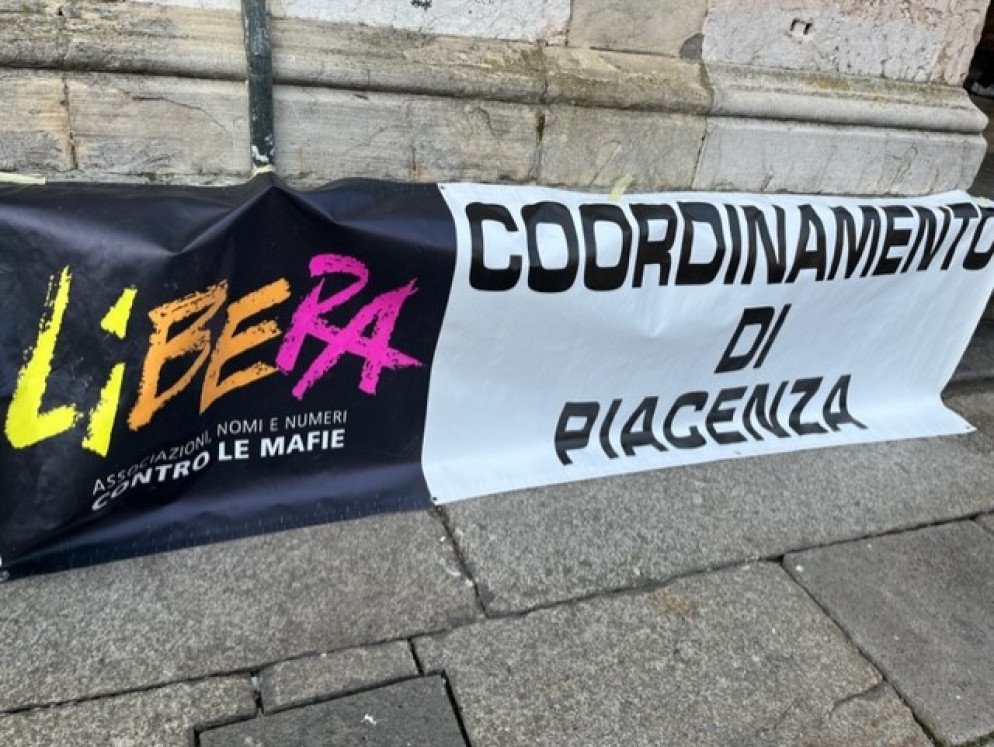 LiBERA
ASSOCIAZIONI, NOMI E NUMERI
CONTRO LE MAFIE
COORDINAMENTO
DI
PIACENZA